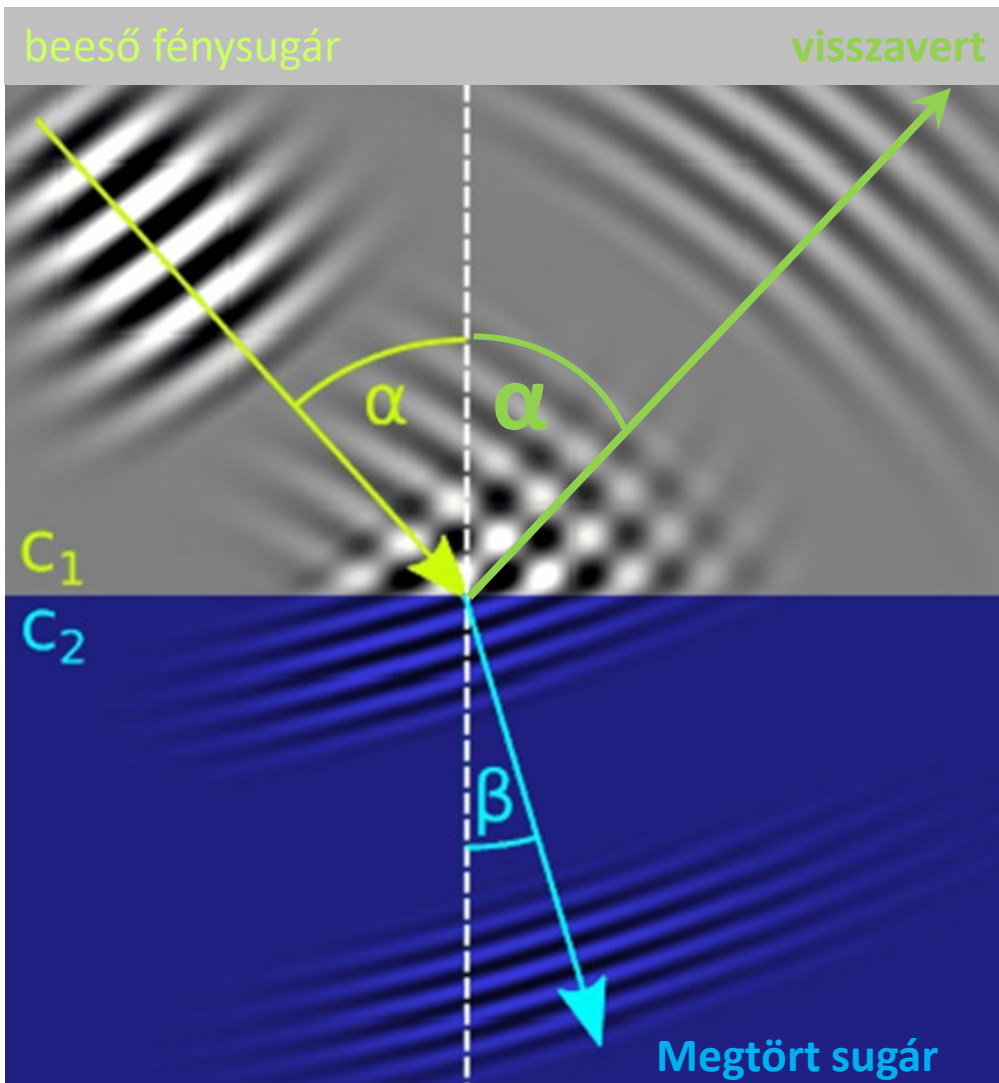 beeső fénysugár
visszavert
α
α
c₁
c₂
β
Megtört sugár